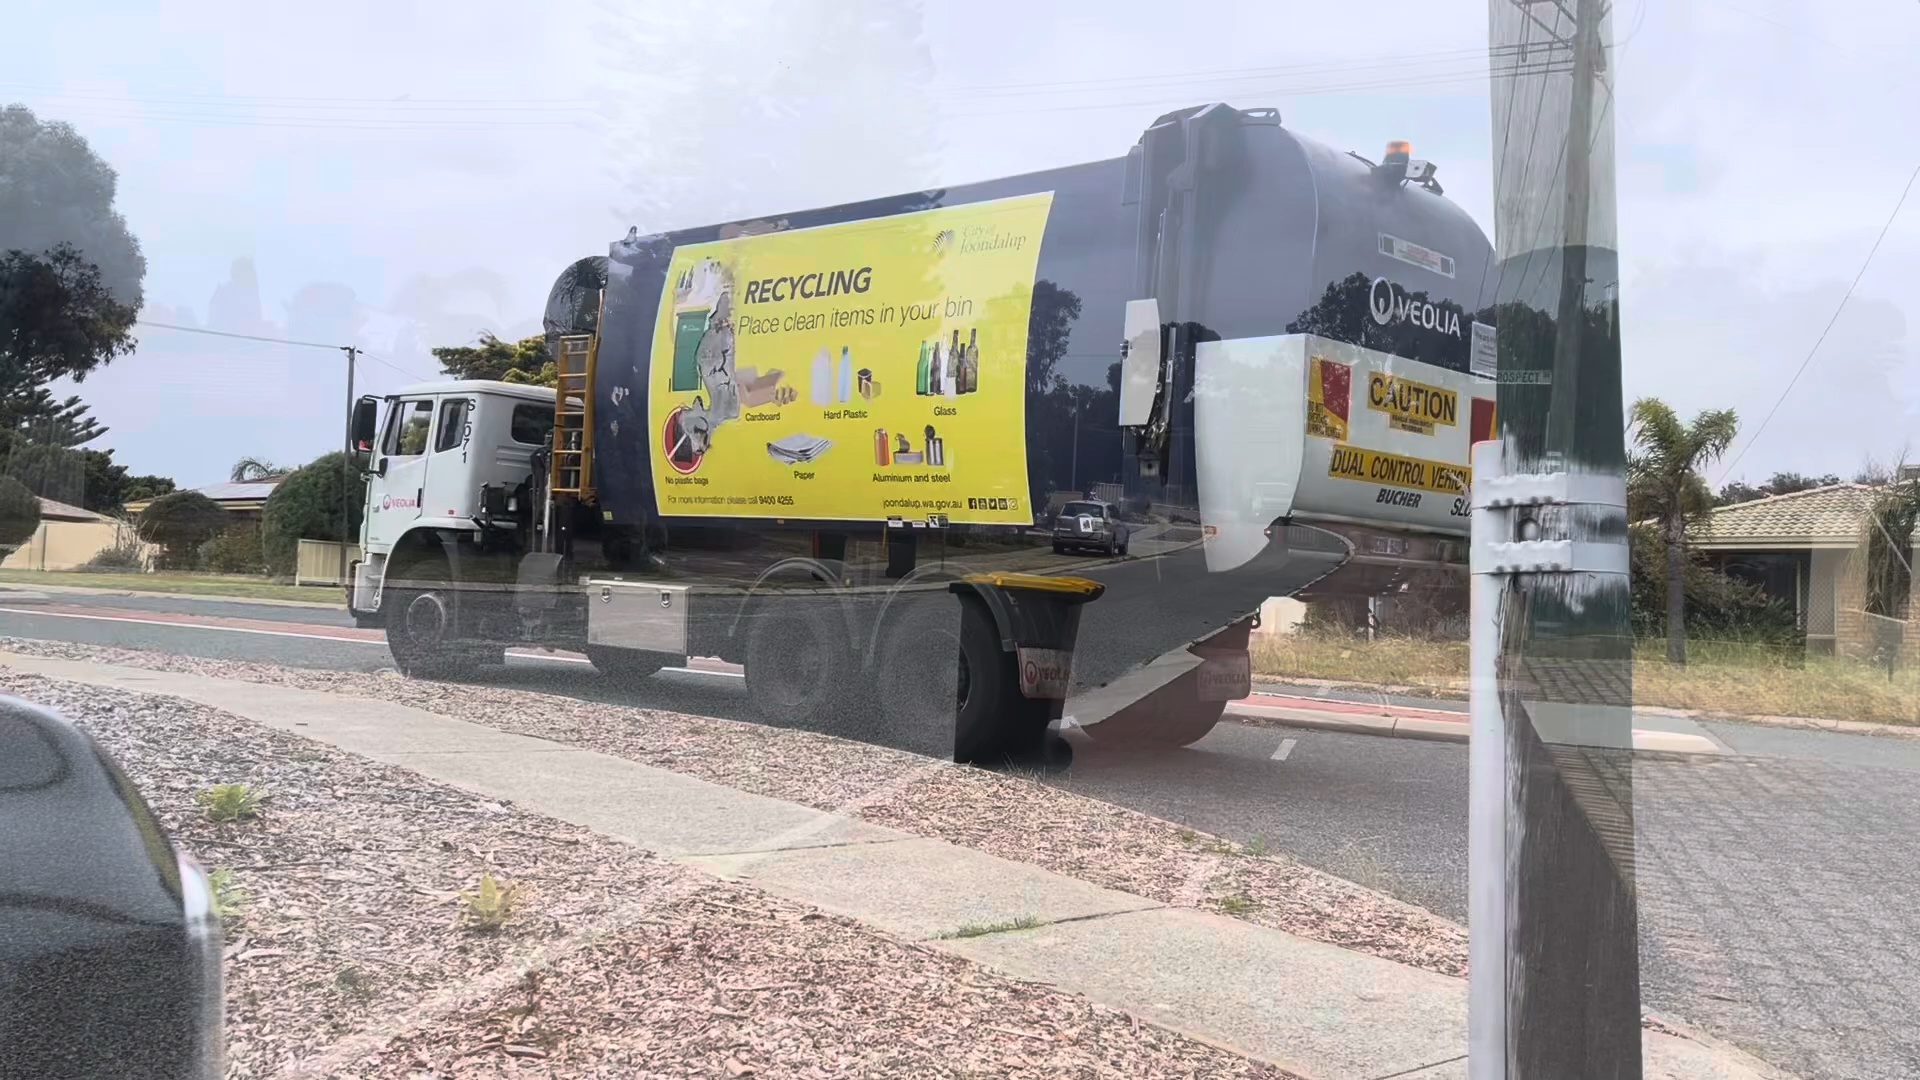 City of
Joondalup
RECYCLING
Place clean items in your bin
Cardboard
Hard Plastic
Glass
Paper
Aluminium and steel
No plastic bags
For more information please call 9400 4255.
joondalup.wa.gov.au
SL071
VEOLIA
VEOLIA
CAUTION
DUAL CONTROL VEHICLE
BUCHER
VEOLIA
VEOLIA